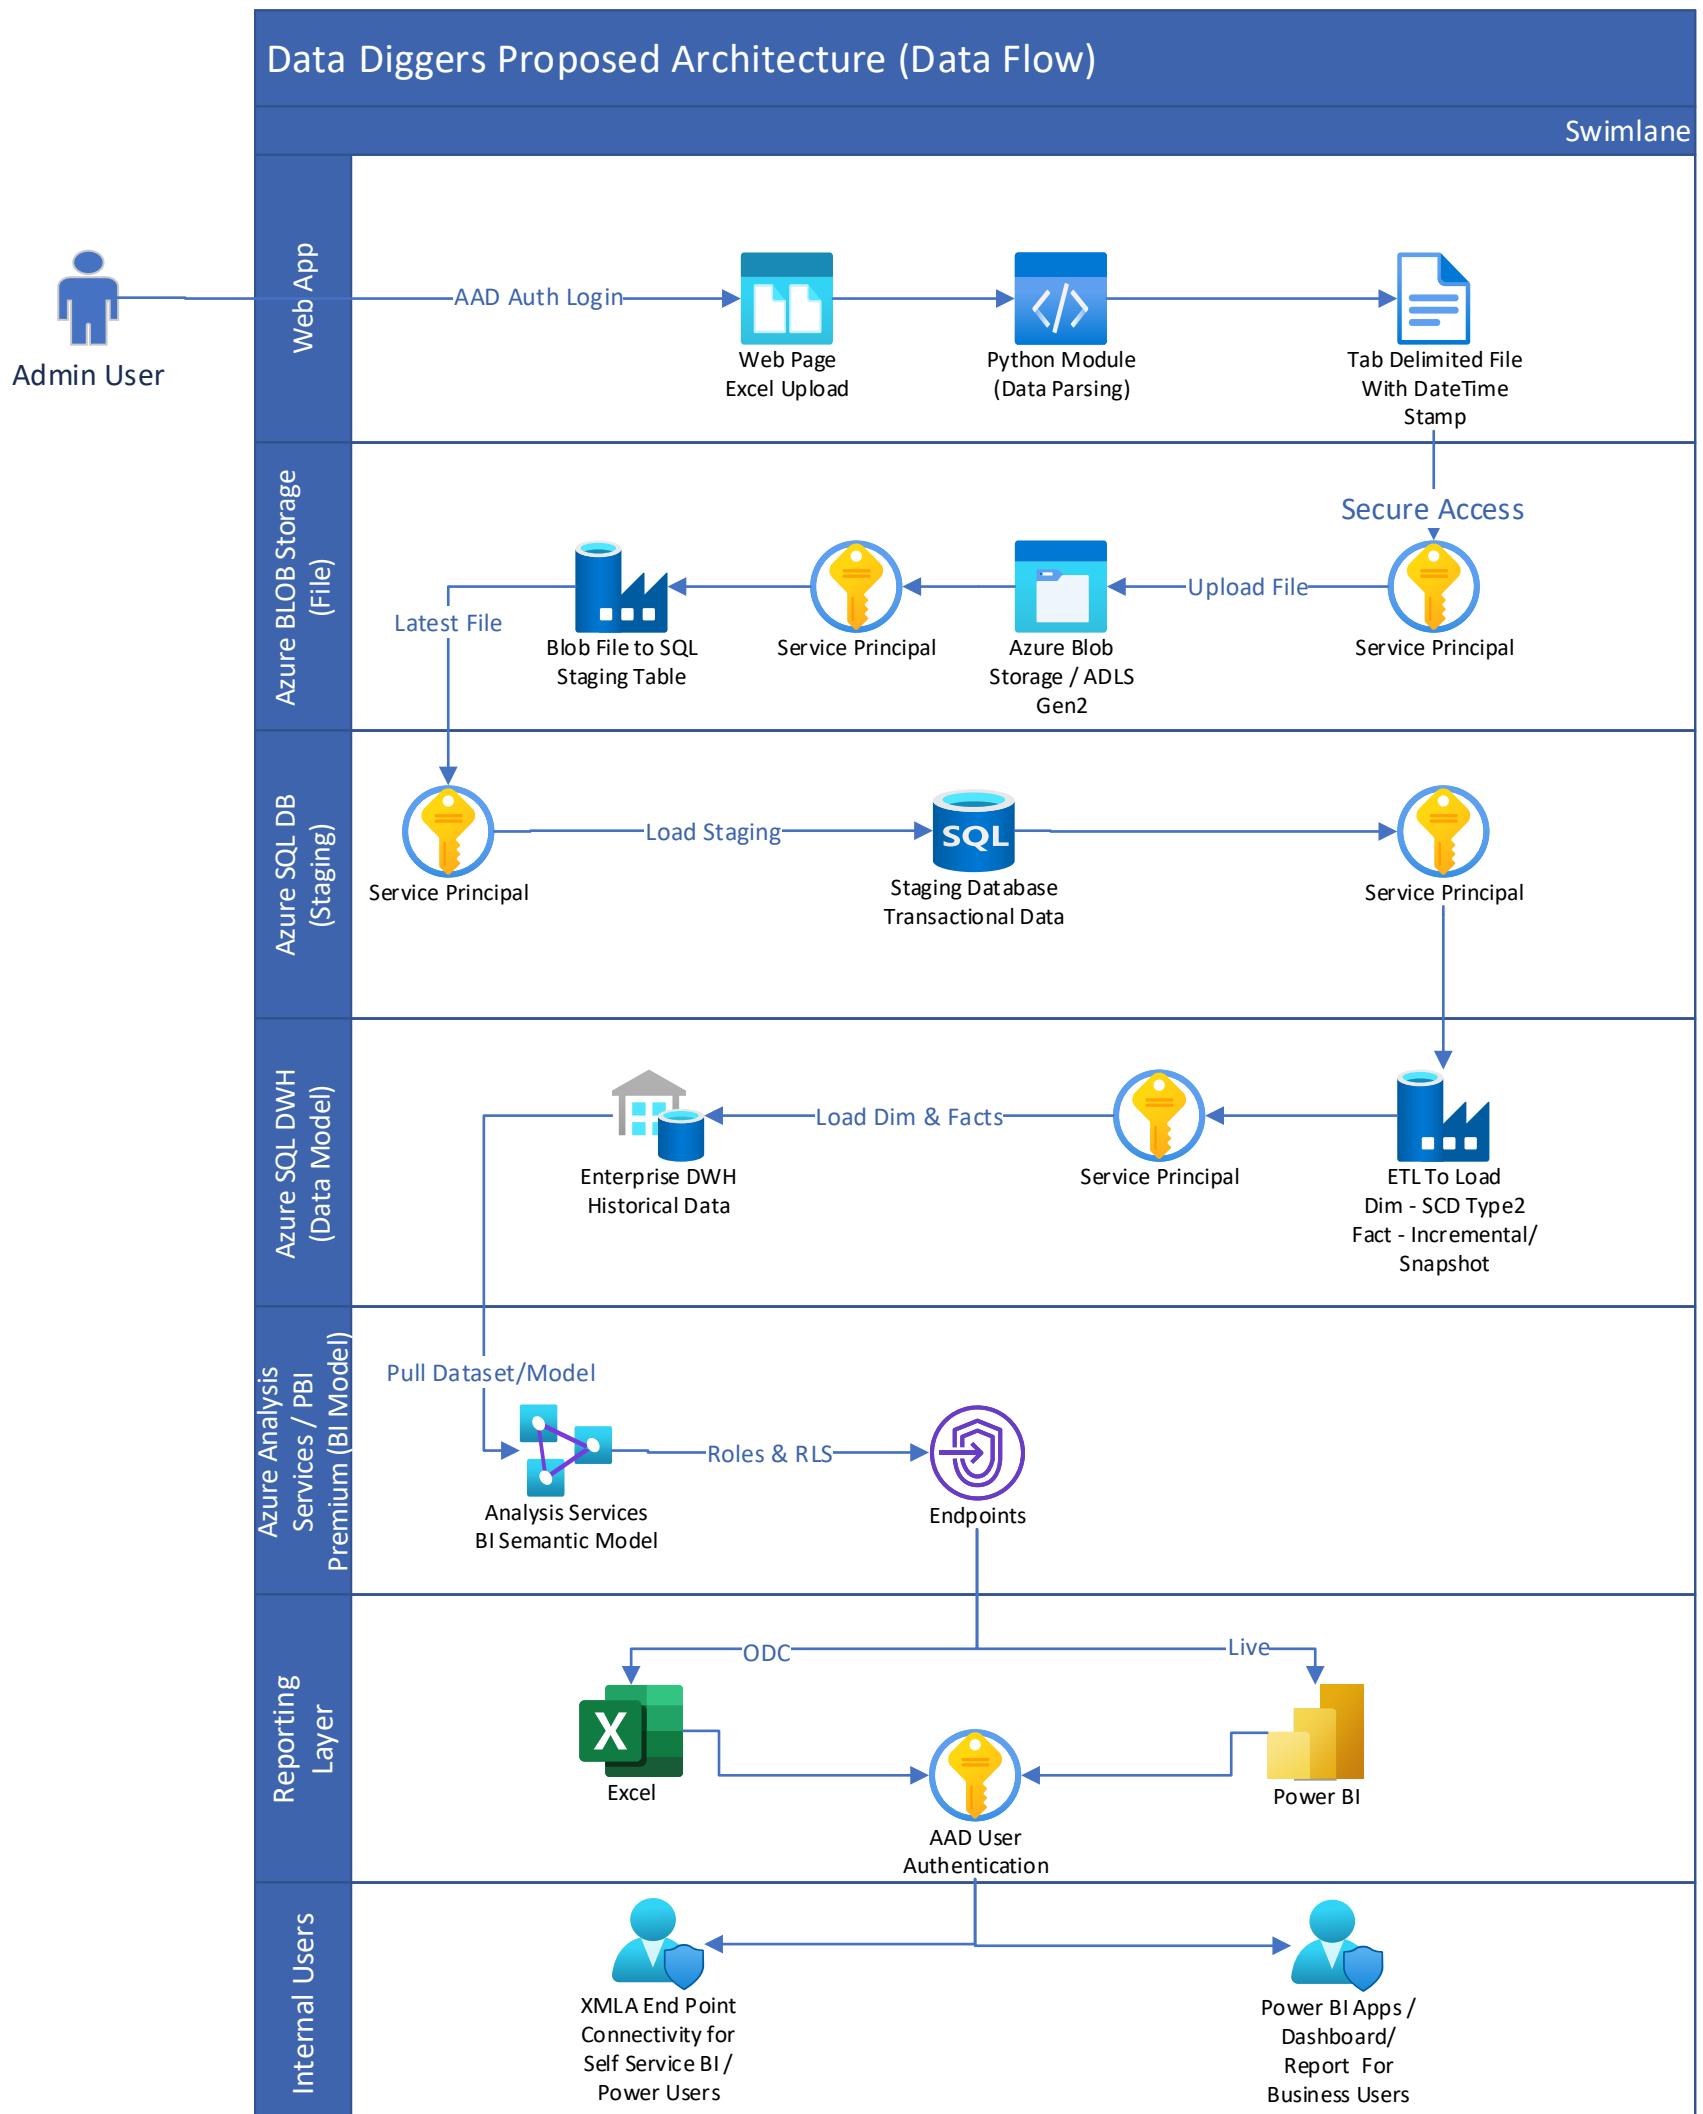 Data Diggers Proposed Architecture (Data Flow)
Swimlane
Web App
Admin User
AAD Auth Login
Web Page
Excel Upload
Python Module
(Data Parsing)
</>
Tab Delimited File
With DateTime
Stamp
Azure BLOB Storage
(File)
Secure Access
Service Principal
Upload File
Azure Blob
Storage / ADLS
Gen2
Service Principal
Blob File to SQL
Staging Table
Latest File
Azure SQL DB
(Staging)
Service Principal
Load Staging
SQL
Staging Database
Transactional Data
Service Principal
Azure SQL DWH
(Data Model)
ETL To Load
Dim - SCD Type2
Fact - Incremental/
Snapshot
Service Principal
Load Dim & Facts
Enterprise DWH
Historical Data
Azure Analysis
Services / PBI
Premium (BI Model)
Pull Dataset/Model
Analysis Services
BI Semantic Model
Roles & RLS
Endpoints
Reporting
Layer
ODC
Live
X
Excel
Power BI
AAD User
Authentication
Internal Users
XMLA End Point
Connectivity for
Self Service BI /
Power Users
Power BI Apps /
Dashboard/
Report For
Business Users